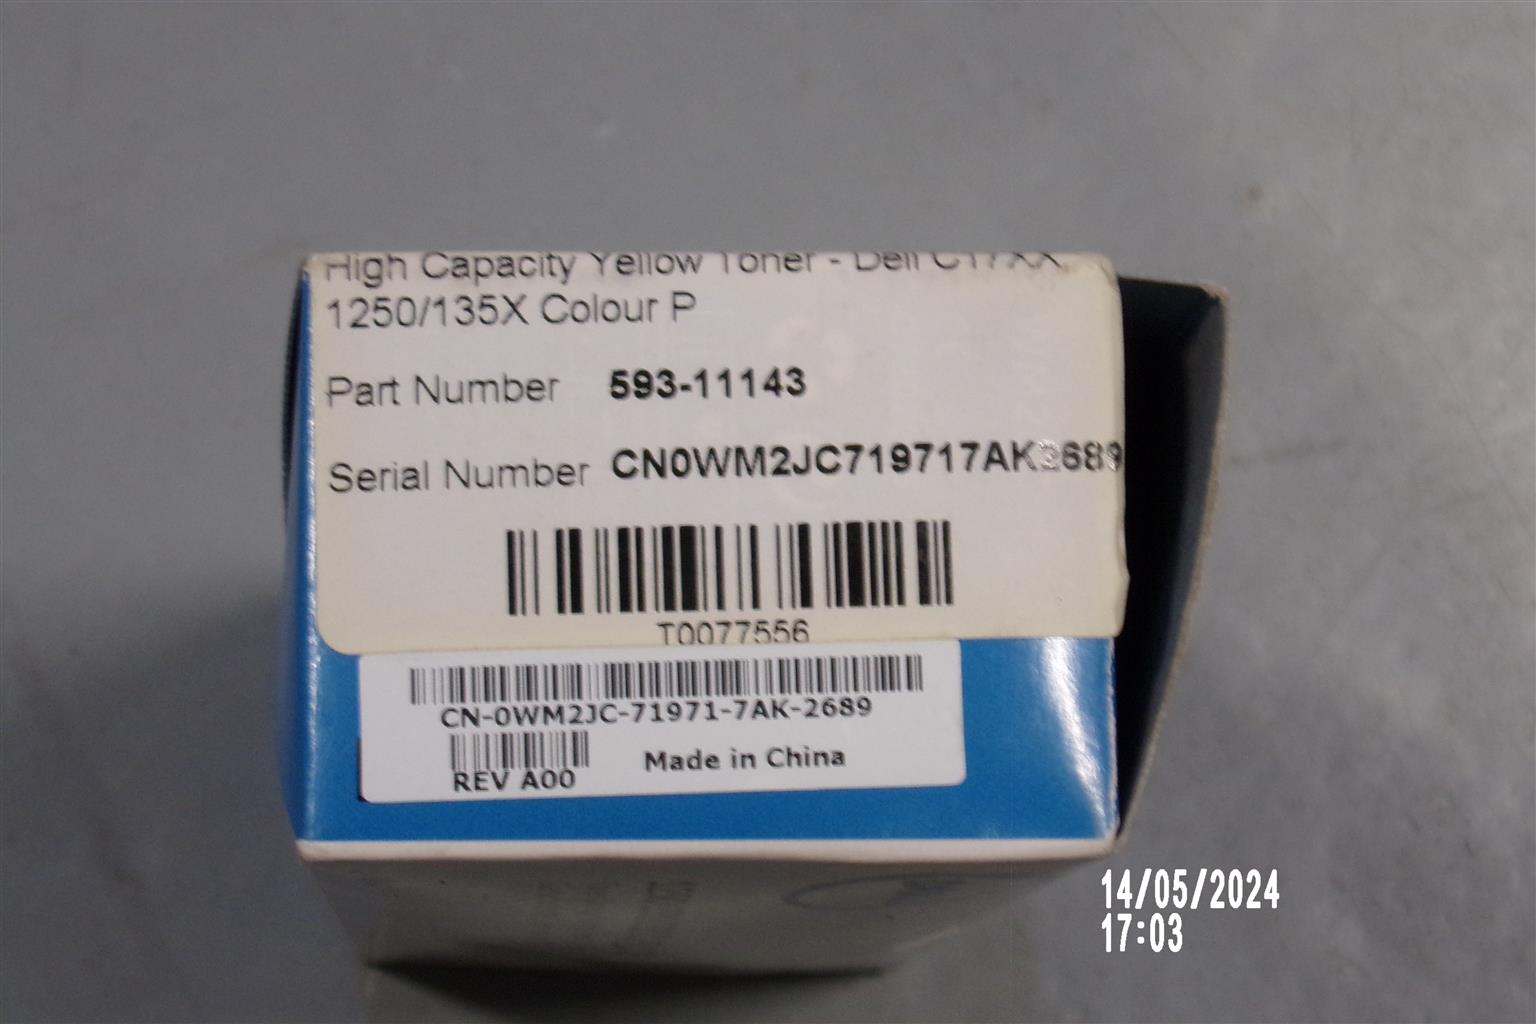 High Capacity Yellow Toner - Dell C17XX,
1250/135X Colour P
Part Number 593-11143
Serial Number CN0WM2JC719717AK2689
T0077556
CN-0WM2JC-71971-7AK-2689
REV A00 Made in China
14/05/2024
17:03